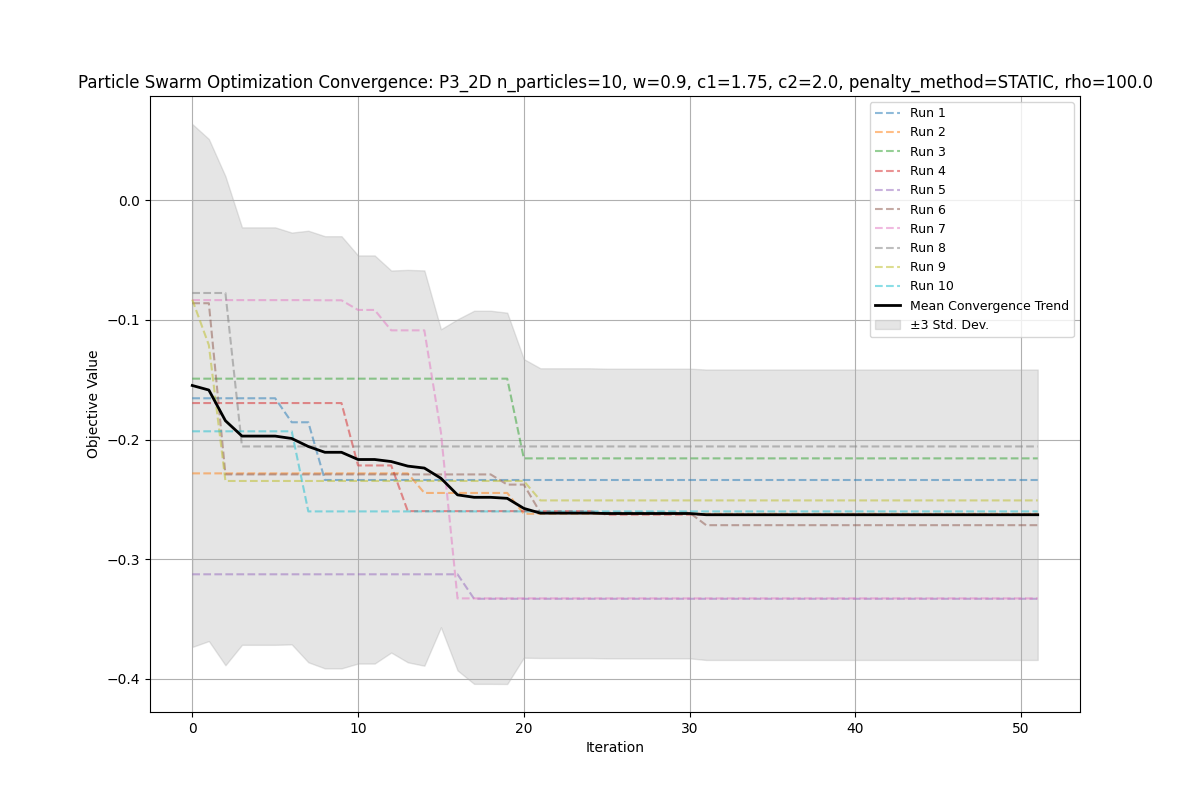 Particle Swarm Optimization Convergence: P3_2D n_particles=10, w=0.9, c1=1.75, c2=2.0, penalty_method=STATIC, rho=100.0
Run 1
Run 2
Run 3
Run 4
Run 5
Run 6
Run 7
Run 8
Run 9
Run 10
Mean Convergence Trend
±3 Std. Dev.
Objective Value
0.0
−0.1
−0.2
−0.3
−0.4
0 10 20 30 40 50
Iteration